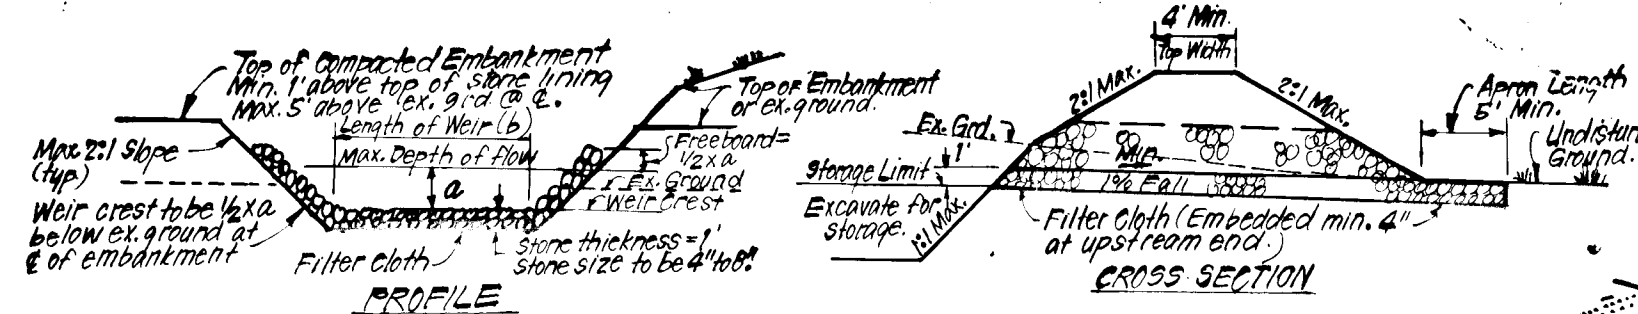 Top of Compacted Embankment
Min. 1' above top of stone lining
Max. 5' above ex. grd. @ ℄.
Length of Weir (b)
Max. Depth of flow
Max 2:1 Slope
(typ.)
Weir crest to be 1/2 x a
below ex. ground at
℄ of embankment
a
Filter Cloth
Stone thickness = 1'
Stone size to be 4" to 8".
Top of Embankment
or ex. ground.
Freeboard =
1/2 x a
Ex. Ground
Weir Crest
PROFILE
4' Min.
Top Width
2:1 Max.
2:1 Max.
Ex. Grd.
1'
Min.
Storage Limit
1% Fall
Excavate for
storage.
1:1 Max.
Apron Length
5' Min.
Ground.
Filter Cloth (Embedded min. 4"
at upstream end.)
CROSS SECTION